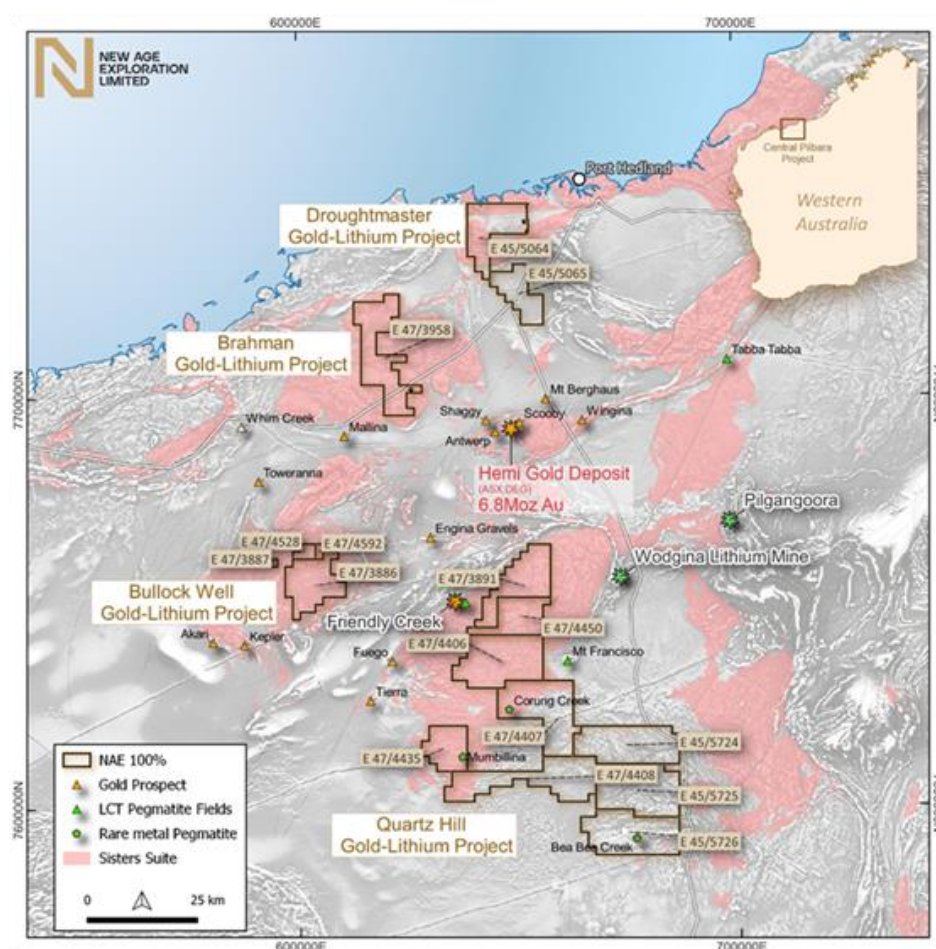 600000E
700000E
NEW AGE
EXPLORATION
LIMITED
Central Pilbara
Project
Western
Australia
Port Hedland
Droughtmaster
Gold-Lithium Project
E 45/5064
E 45/5065
Brahman
Gold-Lithium Project
E 47/3958
Tabba Tabba
7700000N
Mt Berghaus
Whim Creek
Mallina
Shaggy
Scooby
Wingina
Antwerp
Hemi Gold Deposit
(ASX DEG)
6.8Moz Au
Toweranna
Pilgangoora
Engina Gravels
E 47/4528
E 47/4592
E 47/3887
E 47/3886
Wodgina Lithium Mine
E 47/3891
Bullock Well
Gold-Lithium Project
Friendly Creek
E 47/4450
E 47/4406
Akari
Kepler
Fuego
Mt Francisco
Tierra
Corung Creek
E 47/4407
E 45/5724
E 47/4435
Mumbillina
E 47/4408
E 45/5725
7600000N
Quartz Hill
Gold-Lithium Project
Bea Bea Creek
E 45/5726
NAE 100%
Gold Prospect
LCT Pegmatite Fields
Rare metal Pegmatite
Sisters Suite
0 25 km
600000E
700000E